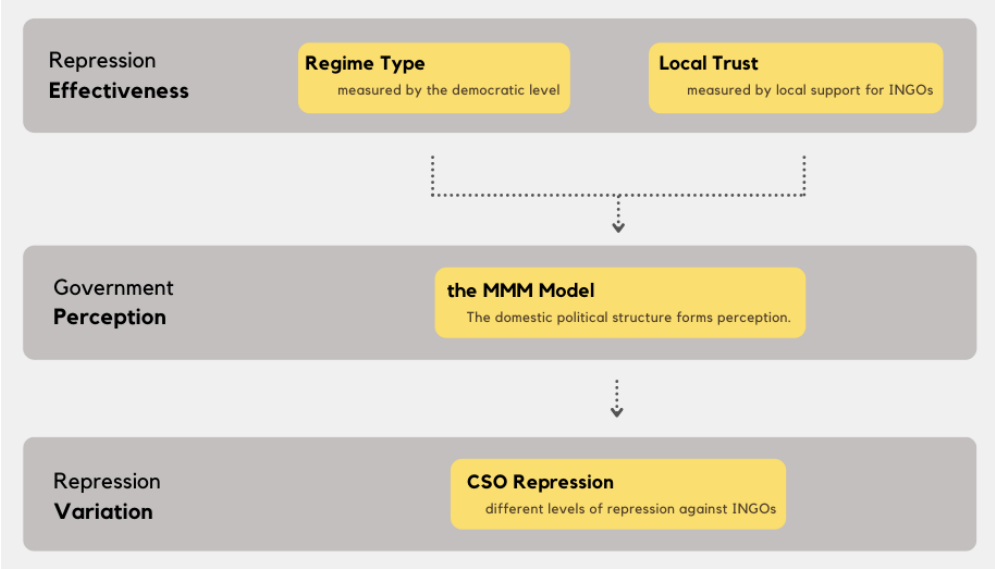 Repression
Effectiveness
Regime Type
measured by the democratic level
Local Trust
measured by local support for INGOs
Government
Perception
the MMM Model
The domestic political structure forms perception.
Repression
Variation
CSO Repression
different levels of repression against INGOs